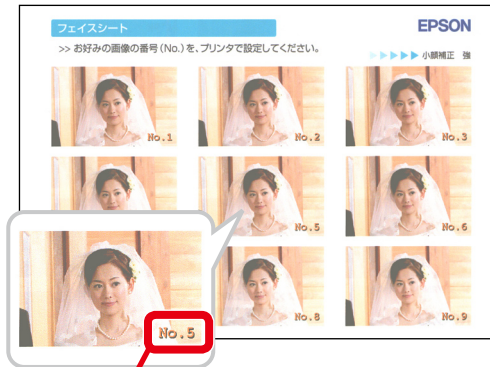 フェイスシート
EPSON
>> お好みの画像の番号(No.)を、プリンタで設定してください。
▶▶▶▶▶ 小顔補正 強
No.1
No.2
No.3
No.5
No.6
No.5
No.8
No.9